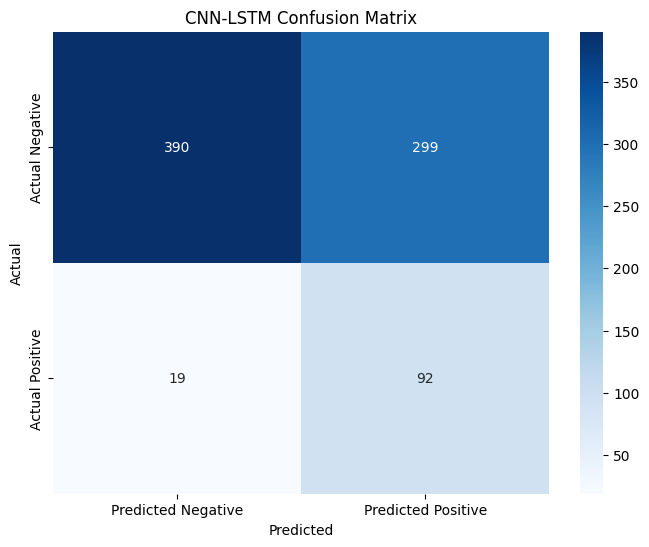 CNN-LSTM Confusion Matrix
Actual
Actual Negative
Actual Positive
390
299
19
92
Predicted Negative
Predicted Positive
Predicted
350
300
250
200
150
100
50